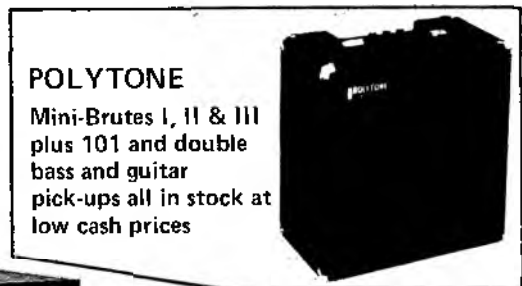 POLYTONE
Mini-Brutes I, II & III
plus 101 and double
bass and guitar
pick-ups all in stock at
low cash prices
POLYTONE